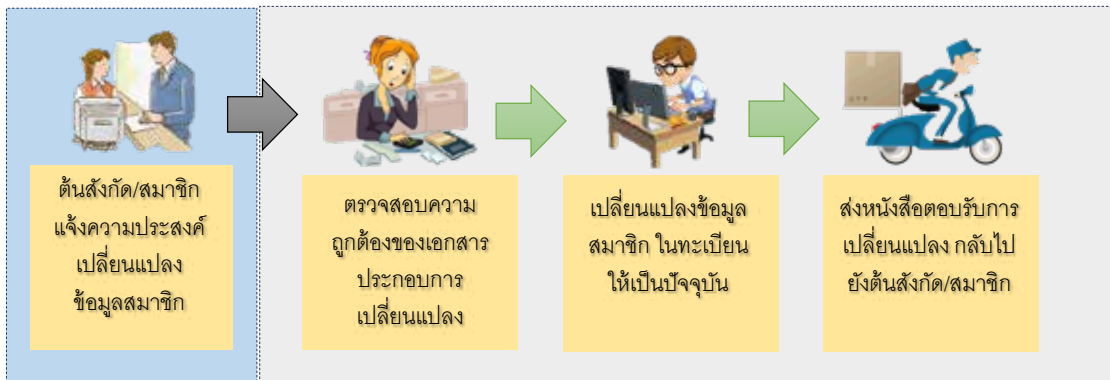 ต้นสังกัด/สมาชิก
แจ้งความประสงค์
เปลี่ยนแปลง
ข้อมูลสมาชิก
ตรวจสอบความ
ถูกต้องของเอกสาร
ประกอบการ
เปลี่ยนแปลง
เปลี่ยนแปลงข้อมูล
สมาชิก ในทะเบียน
ให้เป็นปัจจุบัน
ส่งหนังสือตอบรับการ
เปลี่ยนแปลง กลับไป
ยังต้นสังกัด/สมาชิก